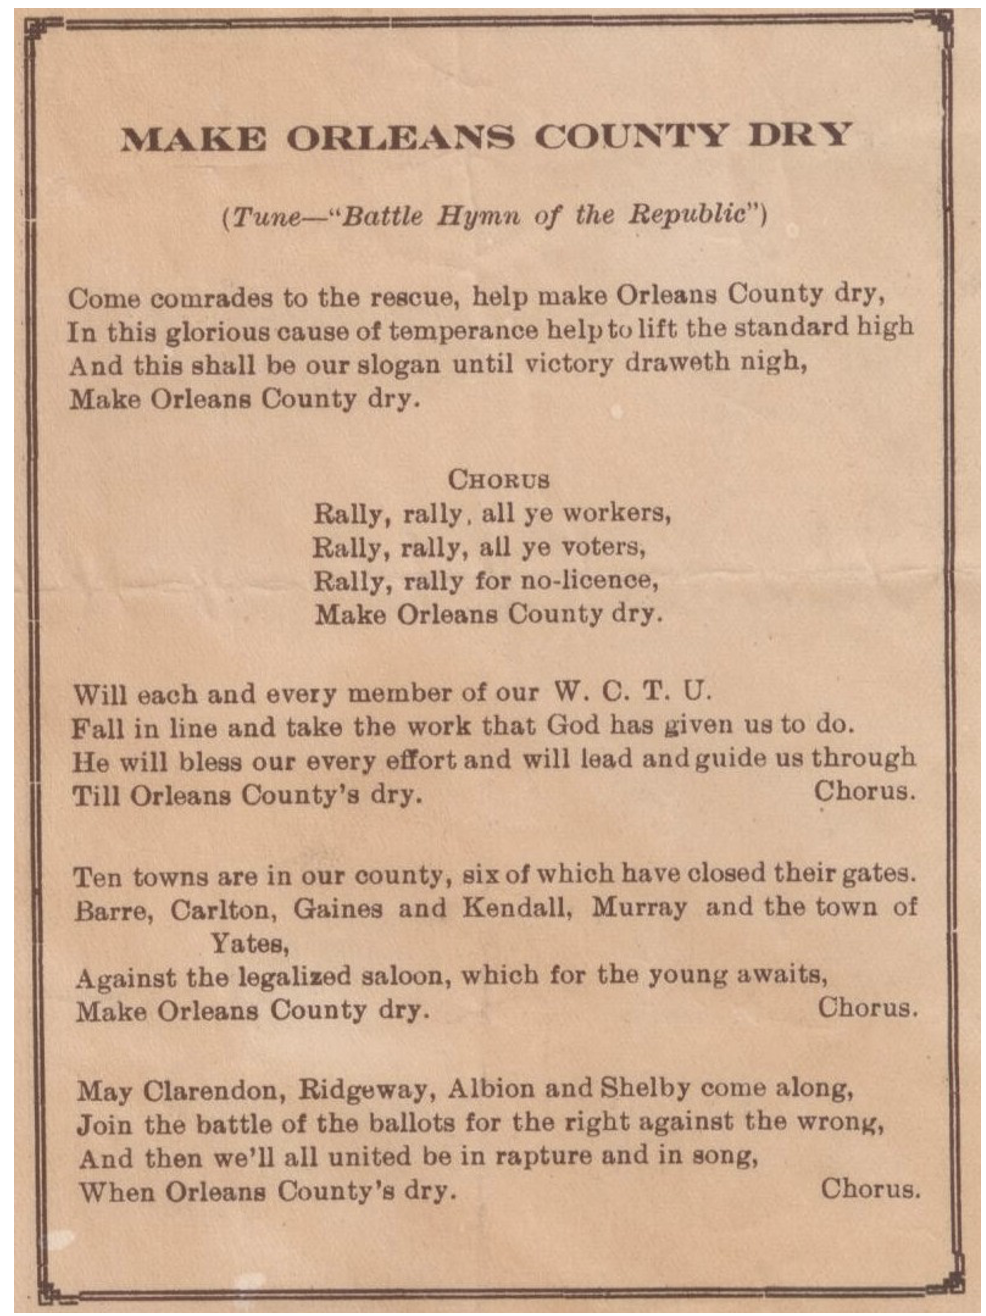 MAKE ORLEANS COUNTY DRY
(Tune—“Battle Hymn of the Republic”)
Come comrades to the rescue, help make Orleans County dry,
In this glorious cause of temperance help to lift the standard high
And this shall be our slogan until victory draweth nigh,
Make Orleans County dry.
CHORUS
Rally, rally, all ye workers,
Rally, rally, all ye voters,
Rally, rally for no-licence,
Make Orleans County dry.
Will each and every member of our W. C. T. U.
Fall in line and take the work that God has given us to do.
He will bless our every effort and will lead and guide us through
Till Orleans County’s dry. Chorus.
Ten towns are in our county, six of which have closed their gates.
Barre, Carlton, Gaines and Kendall, Murray and the town of
Yates,
Against the legalized saloon, which for the young awaits,
Make Orleans County dry. Chorus.
May Clarendon, Ridgeway, Albion and Shelby come along,
Join the battle of the ballots for the right against the wrong,
And then we’ll all united be in rapture and in song,
When Orleans County’s dry. Chorus.